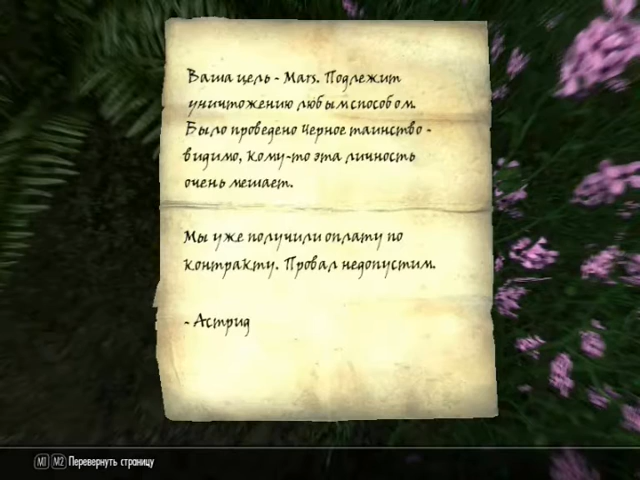 Ваша цель - Mars. Подлежит
уничтожению любым способом.
Было проведено Черное таинство -
видимо, кому-то эта личность
очень мешает.
Мы уже получили оплату по
контракту. Провал недопустим.
- Астрид
M1 M2 Перевернуть страницу